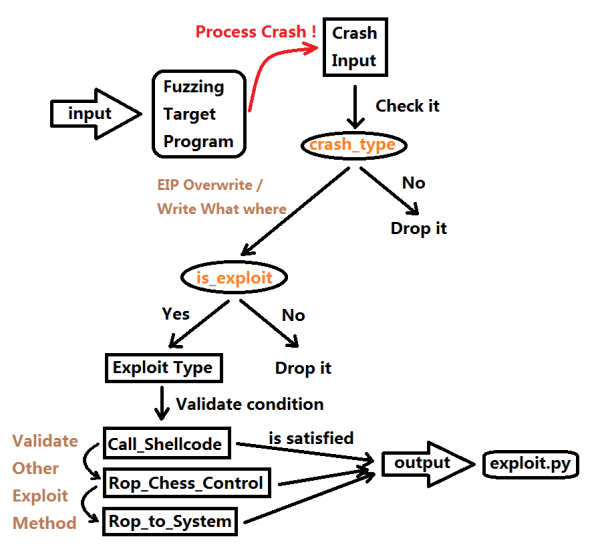 Process Crash !
Crash
Input
input
Fuzzing
Target
Program
Check it
crash_type
EIP Overwrite /
Write What where
No
Drop it
is_exploit
Yes
No
Exploit Type
Drop it
Validate condition
Validate
Other
Exploit
Method
Call_Shellcode
is satisfied
Rop_Chess_Control
Rop_to_System
output
exploit.py